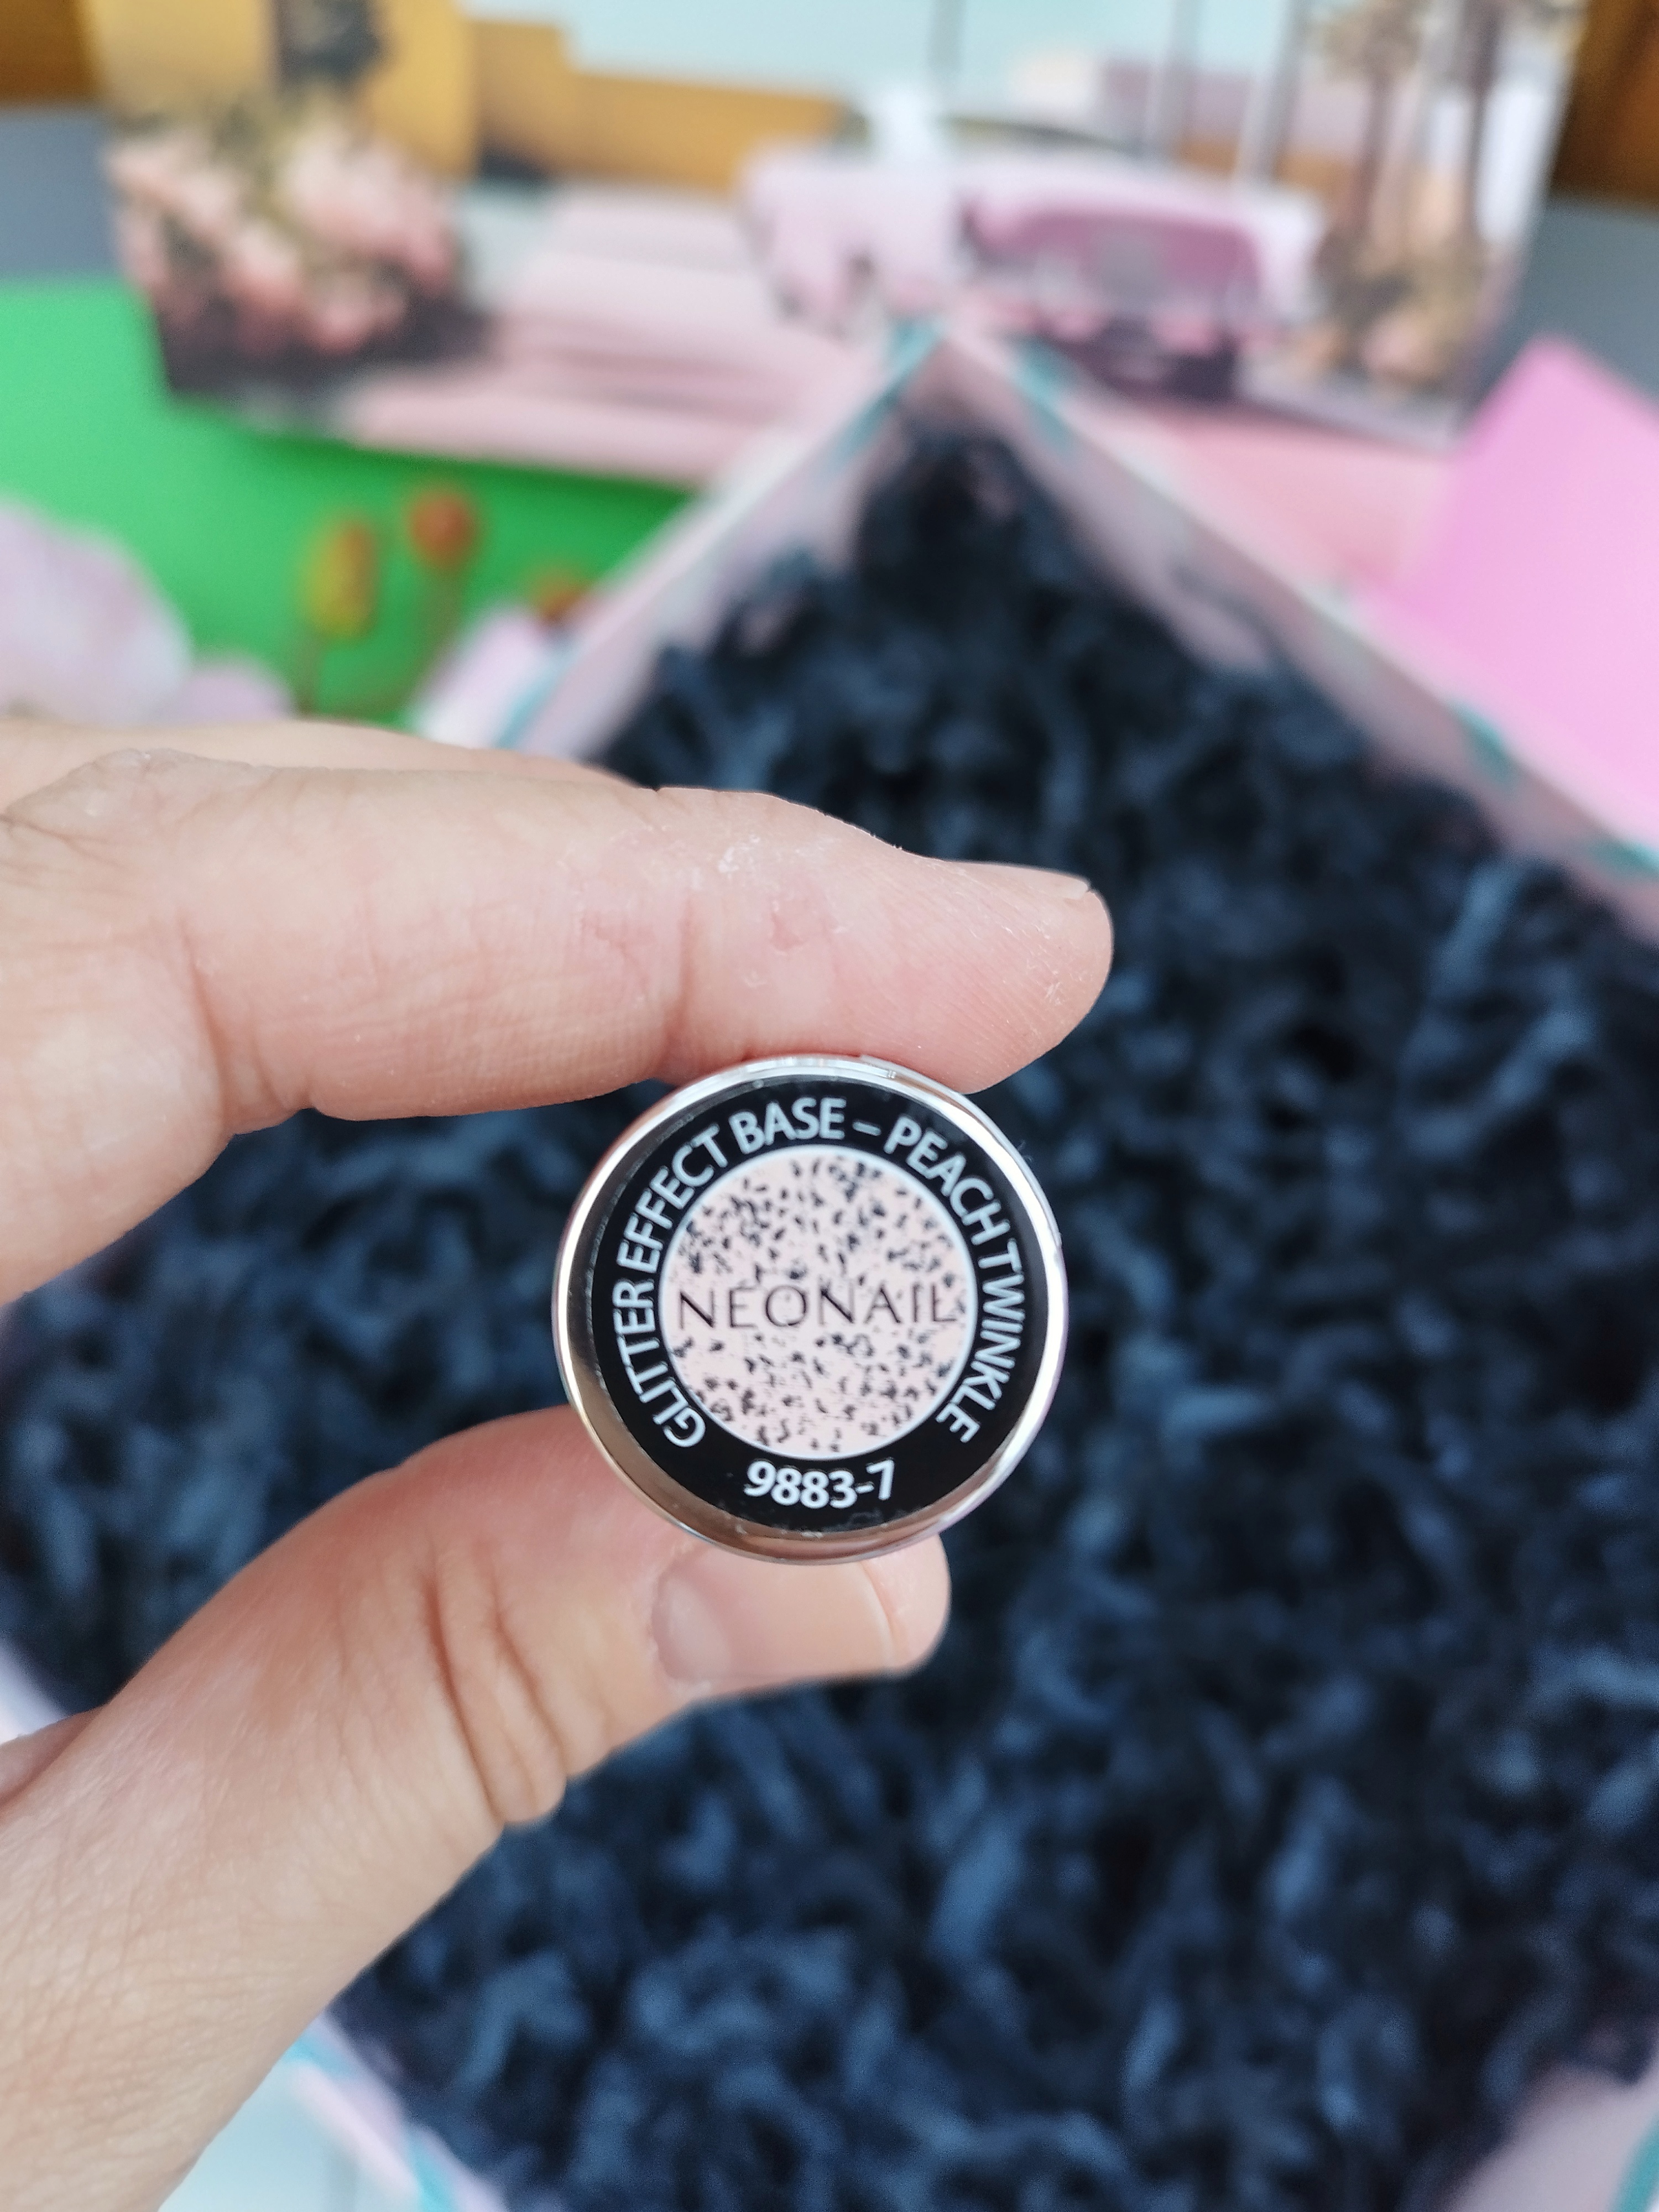 GLITTER EFFECT BASE – PEACH TWINKLE
NEONAIL
9883-7